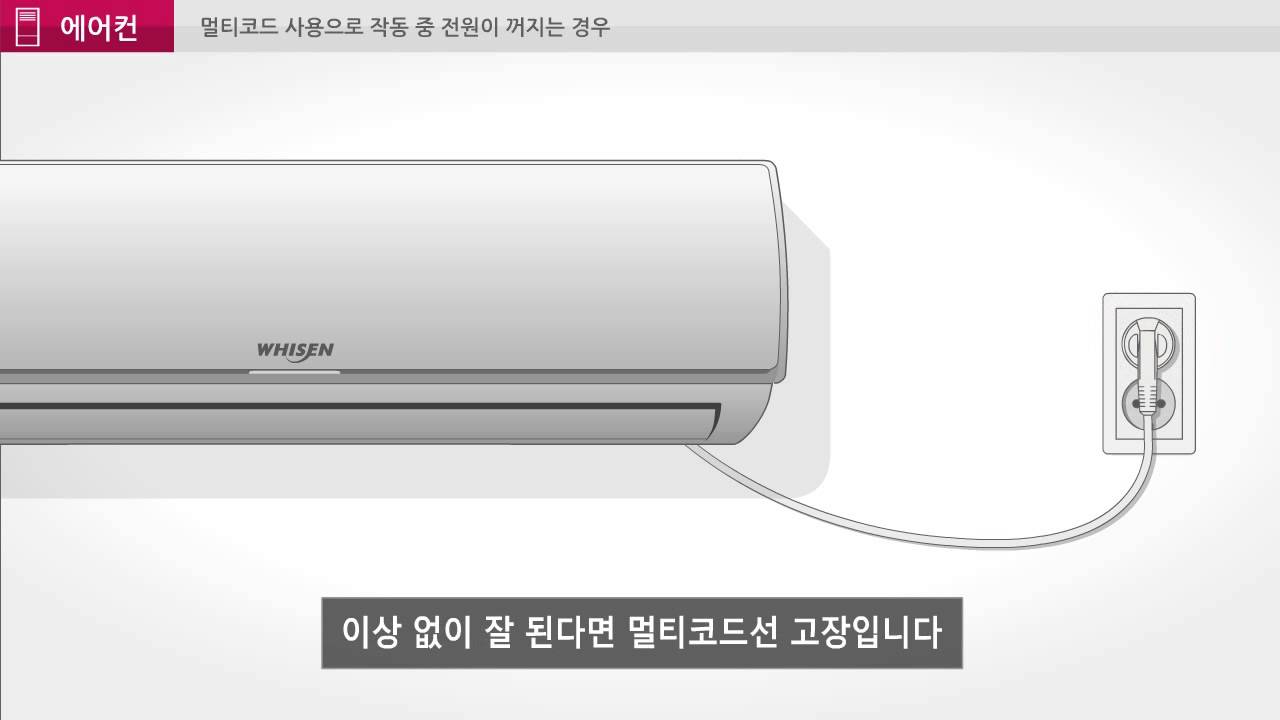 에어컨
멀티코드 사용으로 작동 중 전원이 꺼지는 경우
WHISEN
이상 없이 잘 된다면 멀티코드선 고장입니다